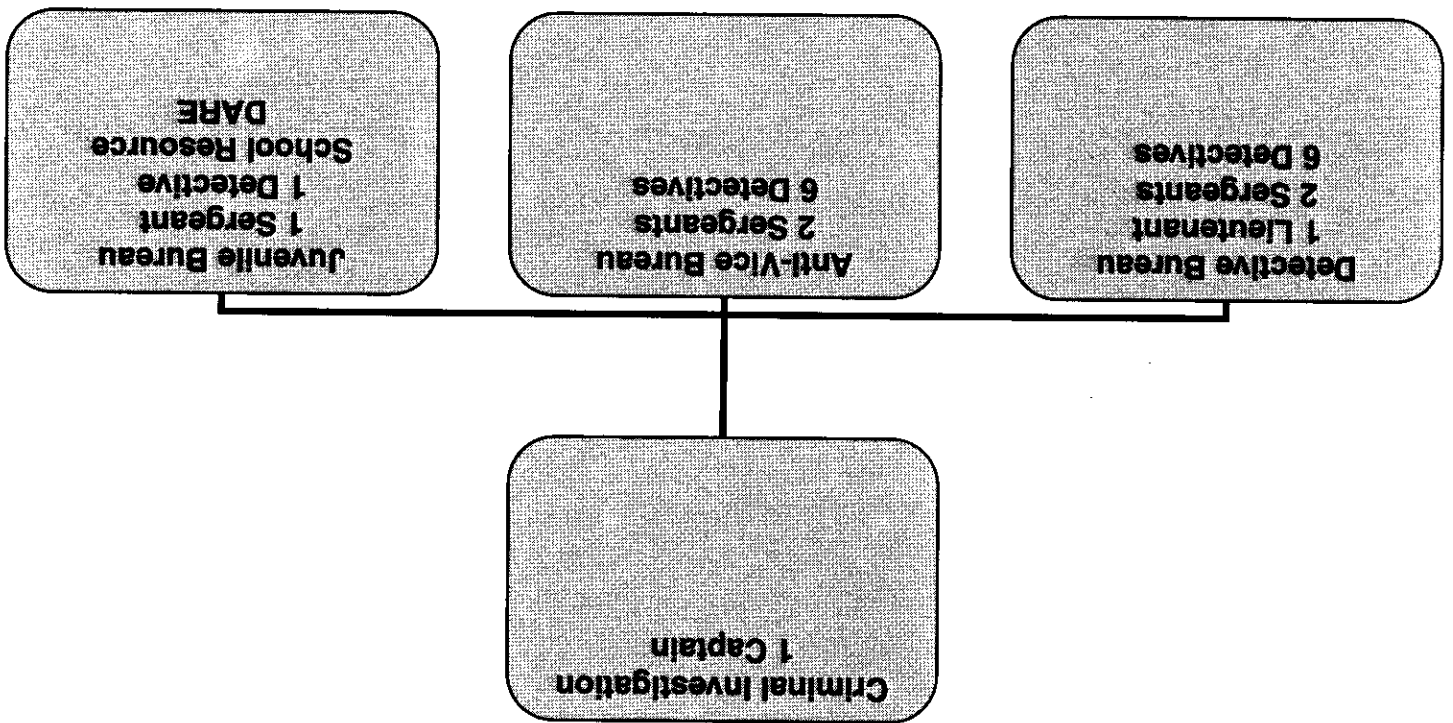 Criminal Investigation
1 Captain
Detective Bureau
1 Lieutenant
2 Sergeants
6 Detectives
Anti-Vice Bureau
2 Sergeants
6 Detectives
Juvenile Bureau
1 Sergeant
1 Detective
School Resource
DARE